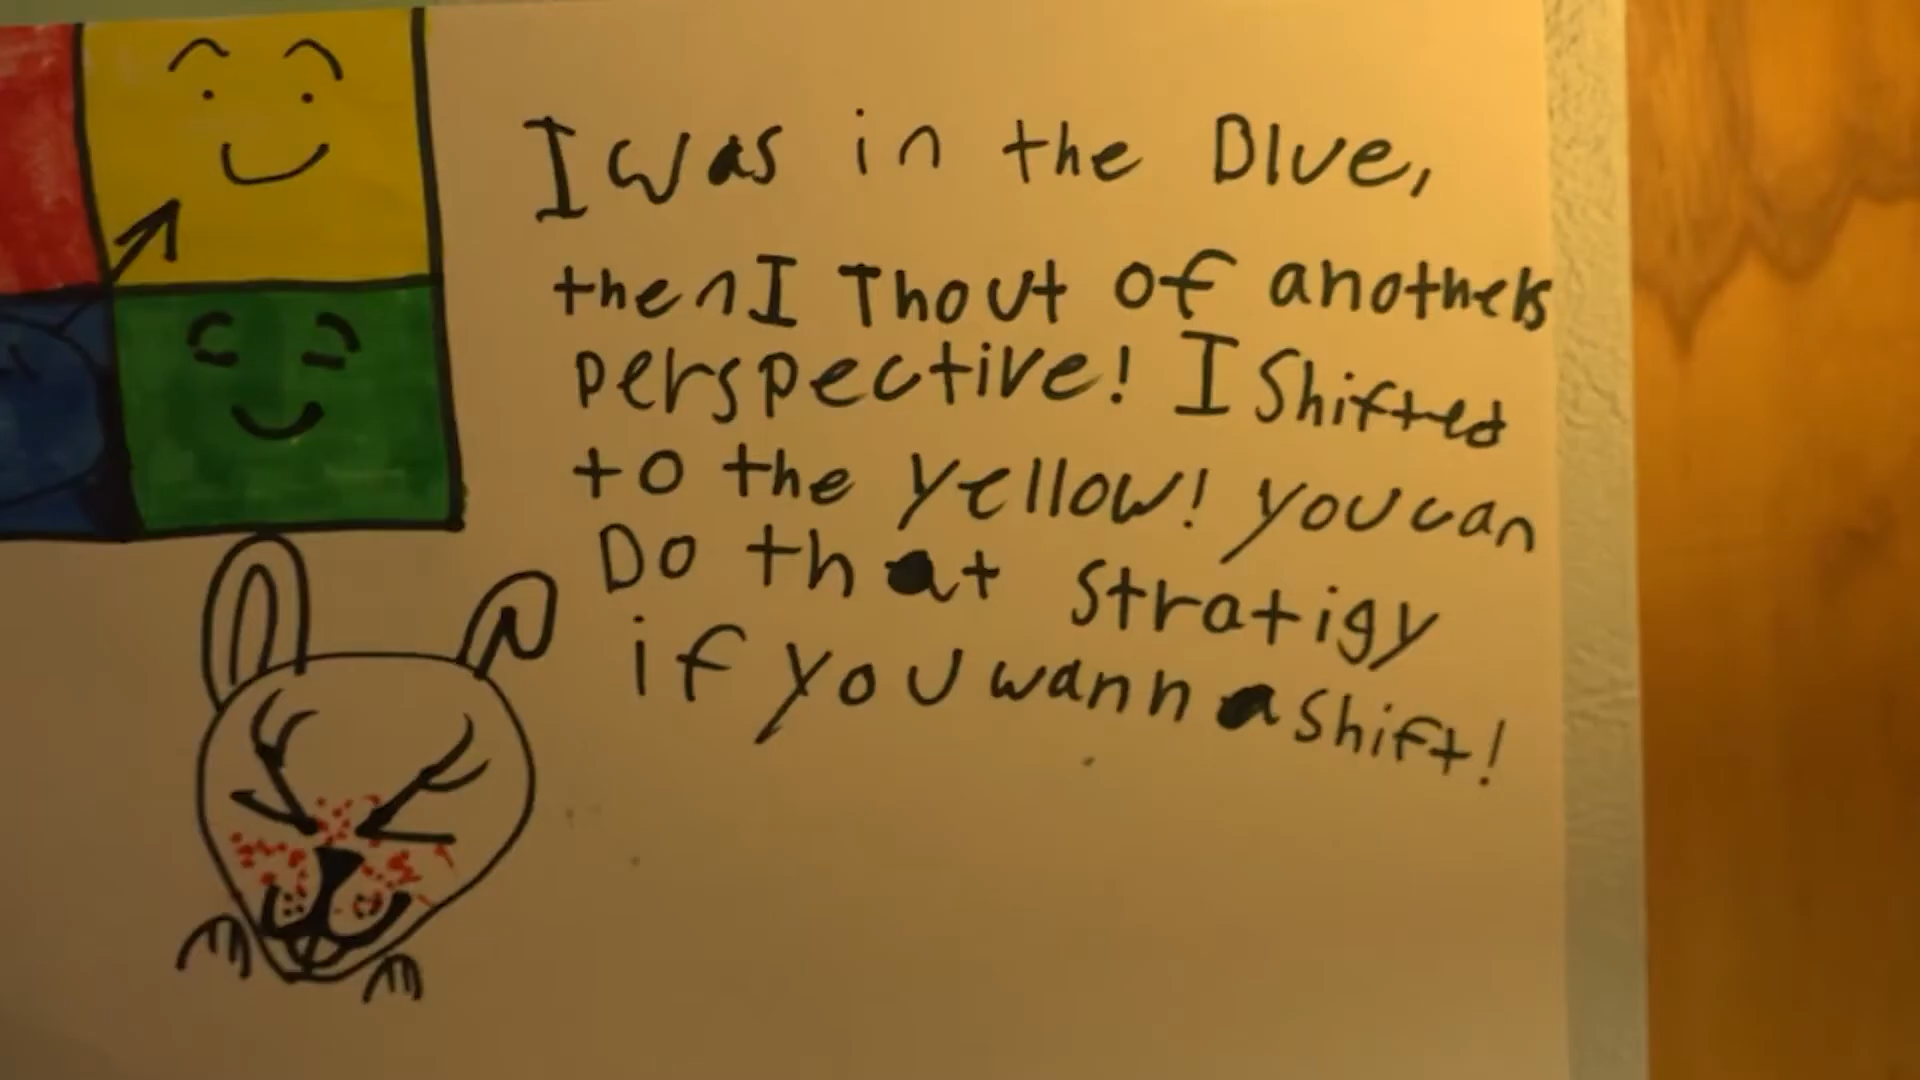 I was in the Blue,
then I Thout of anothers
perspective! I Shifted
to the yellow! you can
Do that Stratigy
if you wanna shift!